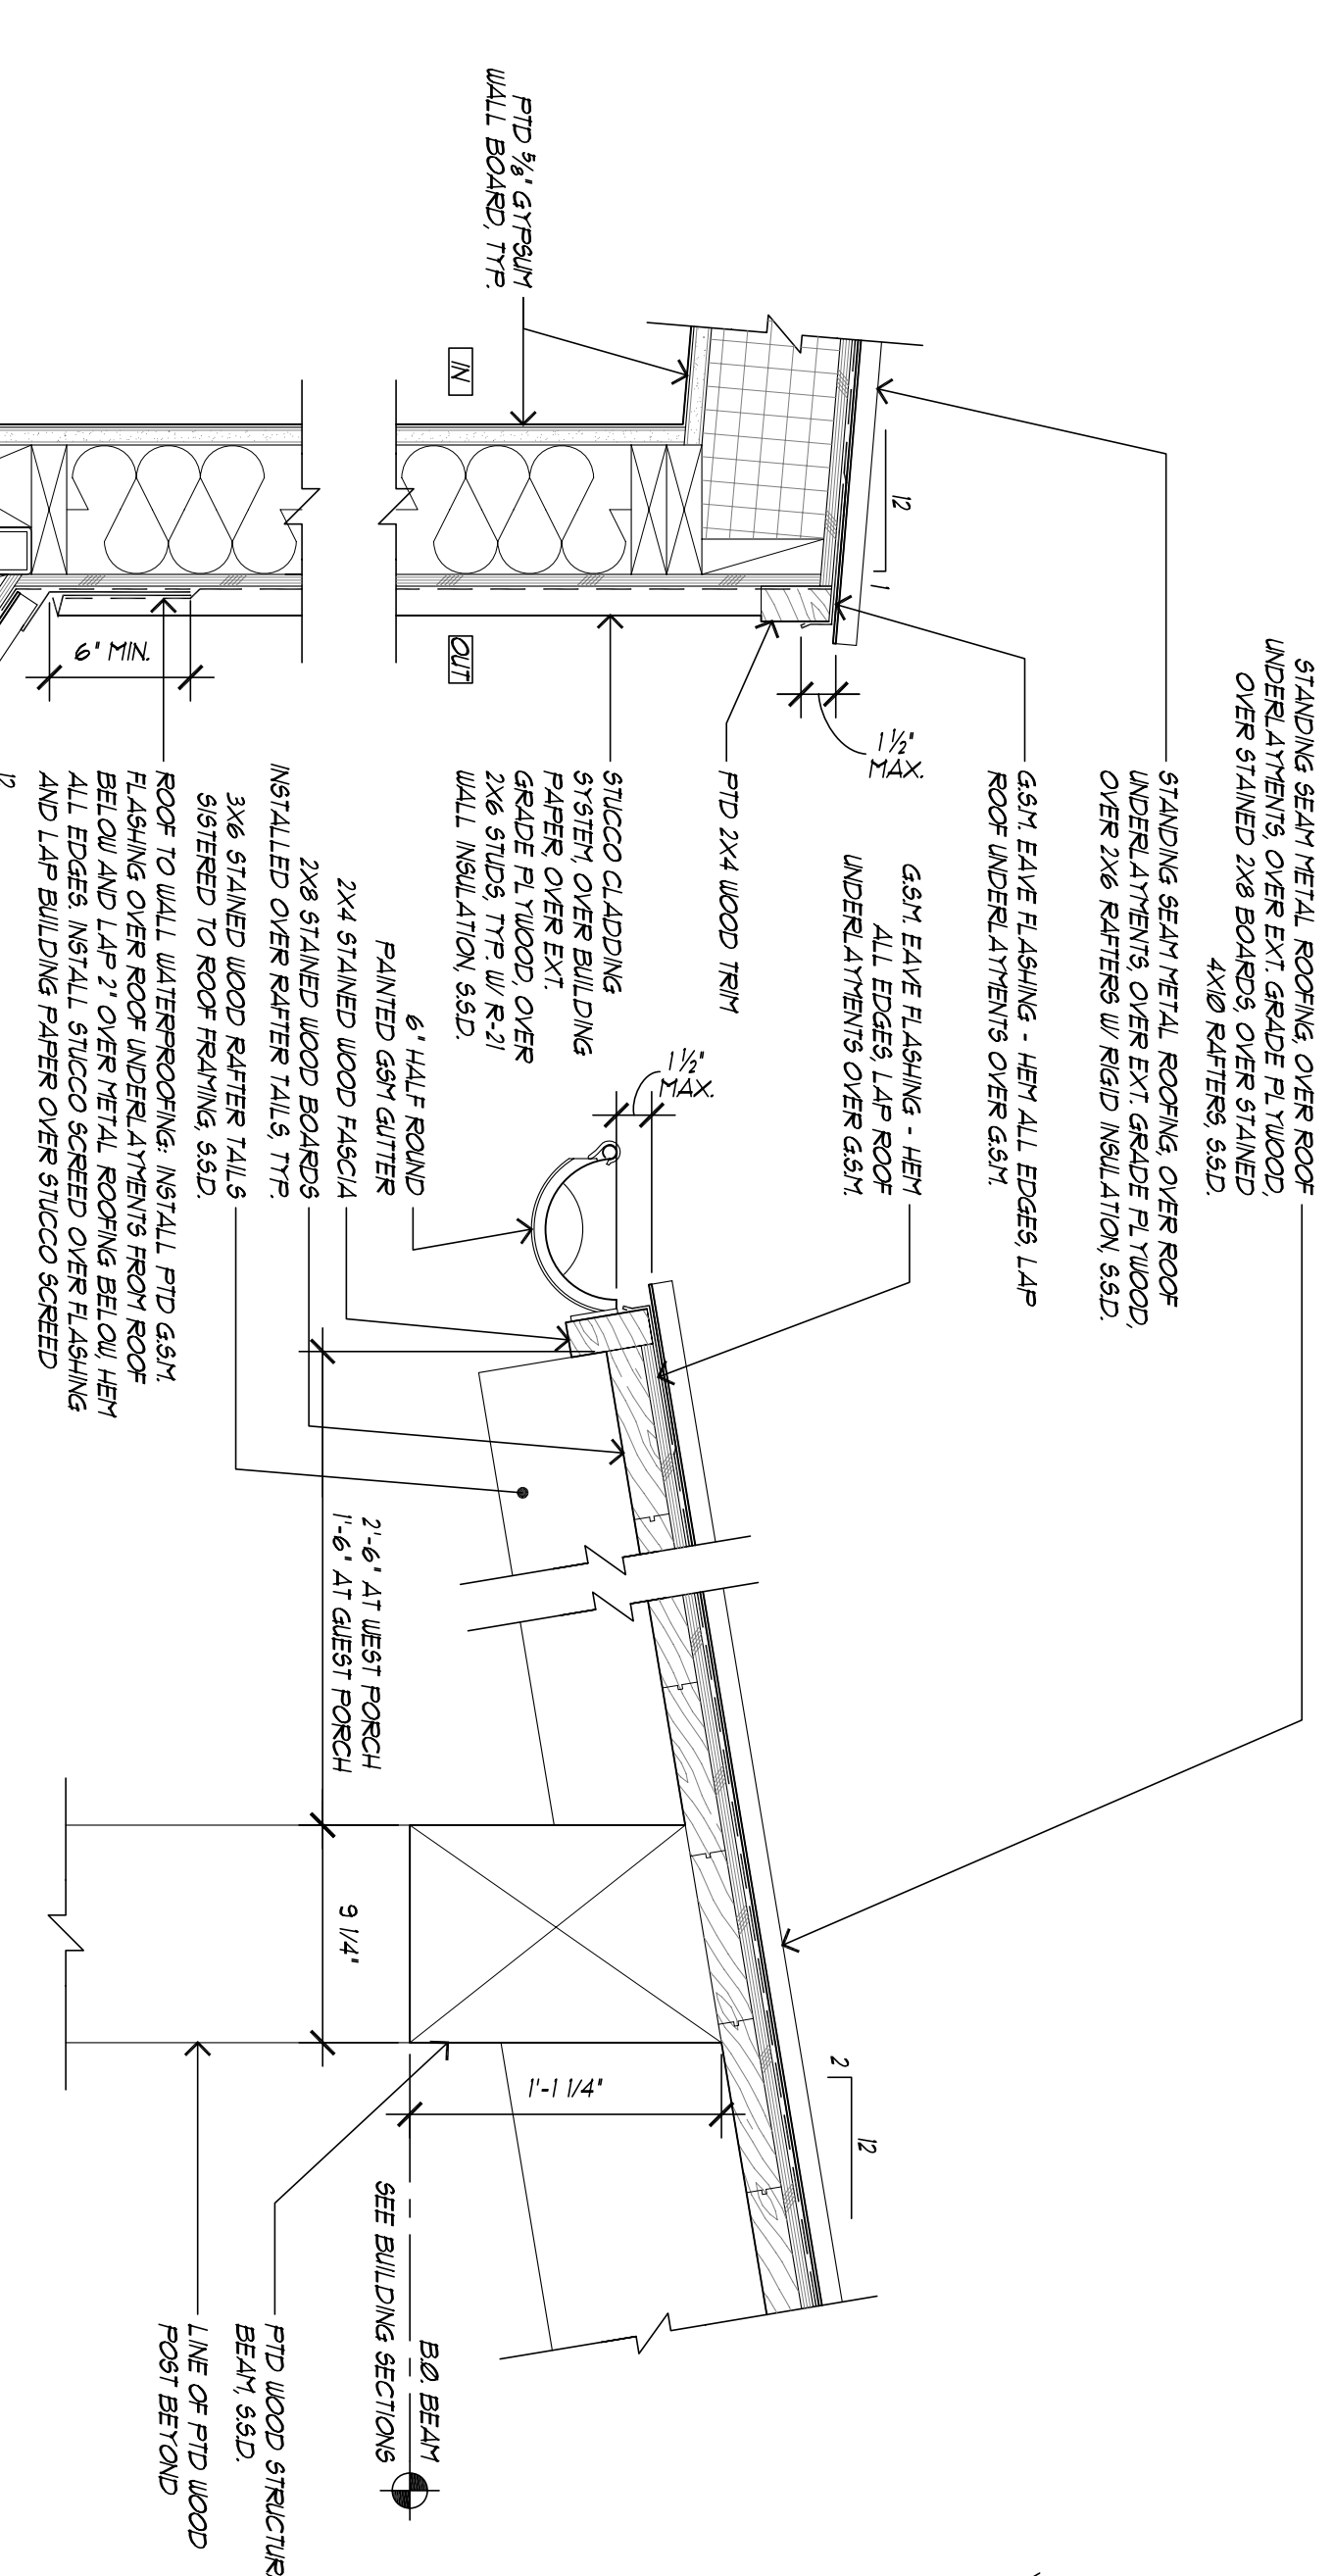 STANDING SEAM METAL ROOFING, OVER ROOF
UNDERLAYMENTS, OVER EXT. GRADE PLYWOOD,
OVER STAINED 2X8 BOARDS, OVER STAINED
4X10 RAFTERS, S.S.D.
STANDING SEAM METAL ROOFING, OVER ROOF
UNDERLAYMENTS, OVER EXT. GRADE PLYWOOD,
OVER 2X6 RAFTERS W/ RIGID INSULATION, S.S.D.
G.S.M. EAVE FLASHING - HEM ALL EDGES, LAP
ROOF UNDERLAYMENTS OVER G.S.M.
G.S.M. EAVE FLASHING - HEM
ALL EDGES, LAP ROOF
UNDERLAYMENTS OVER G.S.M.
12
1
1 ½"
MAX.
PTD 2X4 WOOD TRIM
PTD ⅝" GYPSUM
WALL BOARD, TYP.
IN
OUT
STUCCO CLADDING
SYSTEM, OVER BUILDING
PAPER, OVER EXT.
GRADE PLYWOOD, OVER
2X6 STUDS, TYP. W/ R-21
WALL INSULATION, S.S.D.
1 ½"
MAX.
6" HALF ROUND
PAINTED GSM GUTTER
2X4 STAINED WOOD FASCIA
2X8 STAINED WOOD BOARDS
INSTALLED OVER RAFTER TAILS, TYP.
3X6 STAINED WOOD RAFTER TAILS
SISTERED TO ROOF FRAMING, S.S.D.
6" MIN.
ROOF TO WALL WATERPROOFING: INSTALL PTD G.S.M.
FLASHING OVER ROOF UNDERLAYMENTS FROM ROOF
BELOW AND LAP 2" OVER METAL ROOFING BELOW, HEM
ALL EDGES. INSTALL STUCCO SCREED OVER FLASHING
AND LAP BUILDING PAPER OVER STUCCO SCREED
12
2'-6" AT WEST PORCH
1'-6" AT GUEST PORCH
9 1/4"
1'-1 1/4"
2
12
B.O. BEAM
SEE BUILDING SECTIONS
PTD WOOD STRUCTUR
BEAM, S.S.D.
LINE OF PTD WOOD
POST BEYOND